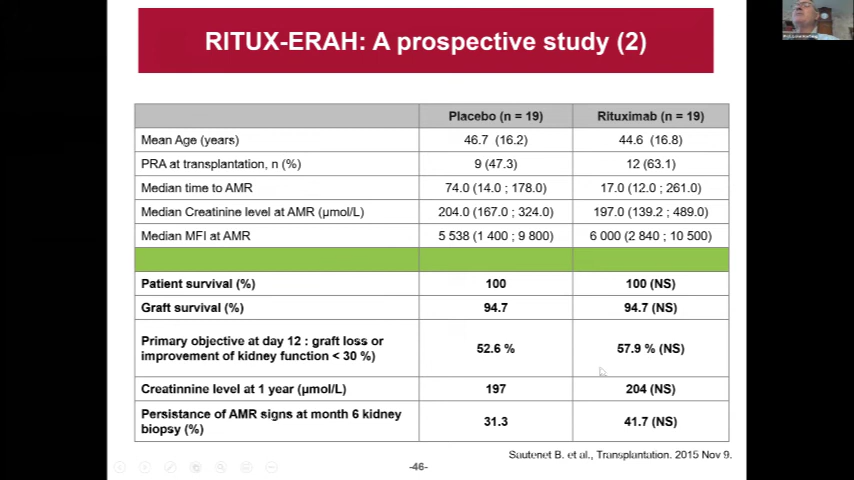 RITUX-ERAH: A prospective study (2)
Placebo (n = 19) Rituximab (n = 19)
Mean Age (years) 46.7 (16.2) 44.6 (16.8)
PRA at transplantation, n (%) 9 (47.3) 12 (63.1)
Median time to AMR 74.0 (14.0 ; 178.0) 17.0 (12.0 ; 261.0)
Median Creatinine level at AMR (µmol/L) 204.0 (167.0 ; 324.0) 197.0 (139.2 ; 489.0)
Median MFI at AMR 5 538 (1 400 ; 9 800) 6 000 (2 840 ; 10 500)
Patient survival (%) 100 100 (NS)
Graft survival (%) 94.7 94.7 (NS)
Primary objective at day 12 : graft loss or
improvement of kidney function < 30 %) 52.6 % 57.9 % (NS)
Creatinnine level at 1 year (µmol/L) 197 204 (NS)
Persistance of AMR signs at month 6 kidney
biopsy (%) 31.3 41.7 (NS)
Sautenet B. et al., Transplantation. 2015 Nov 9.
-46-